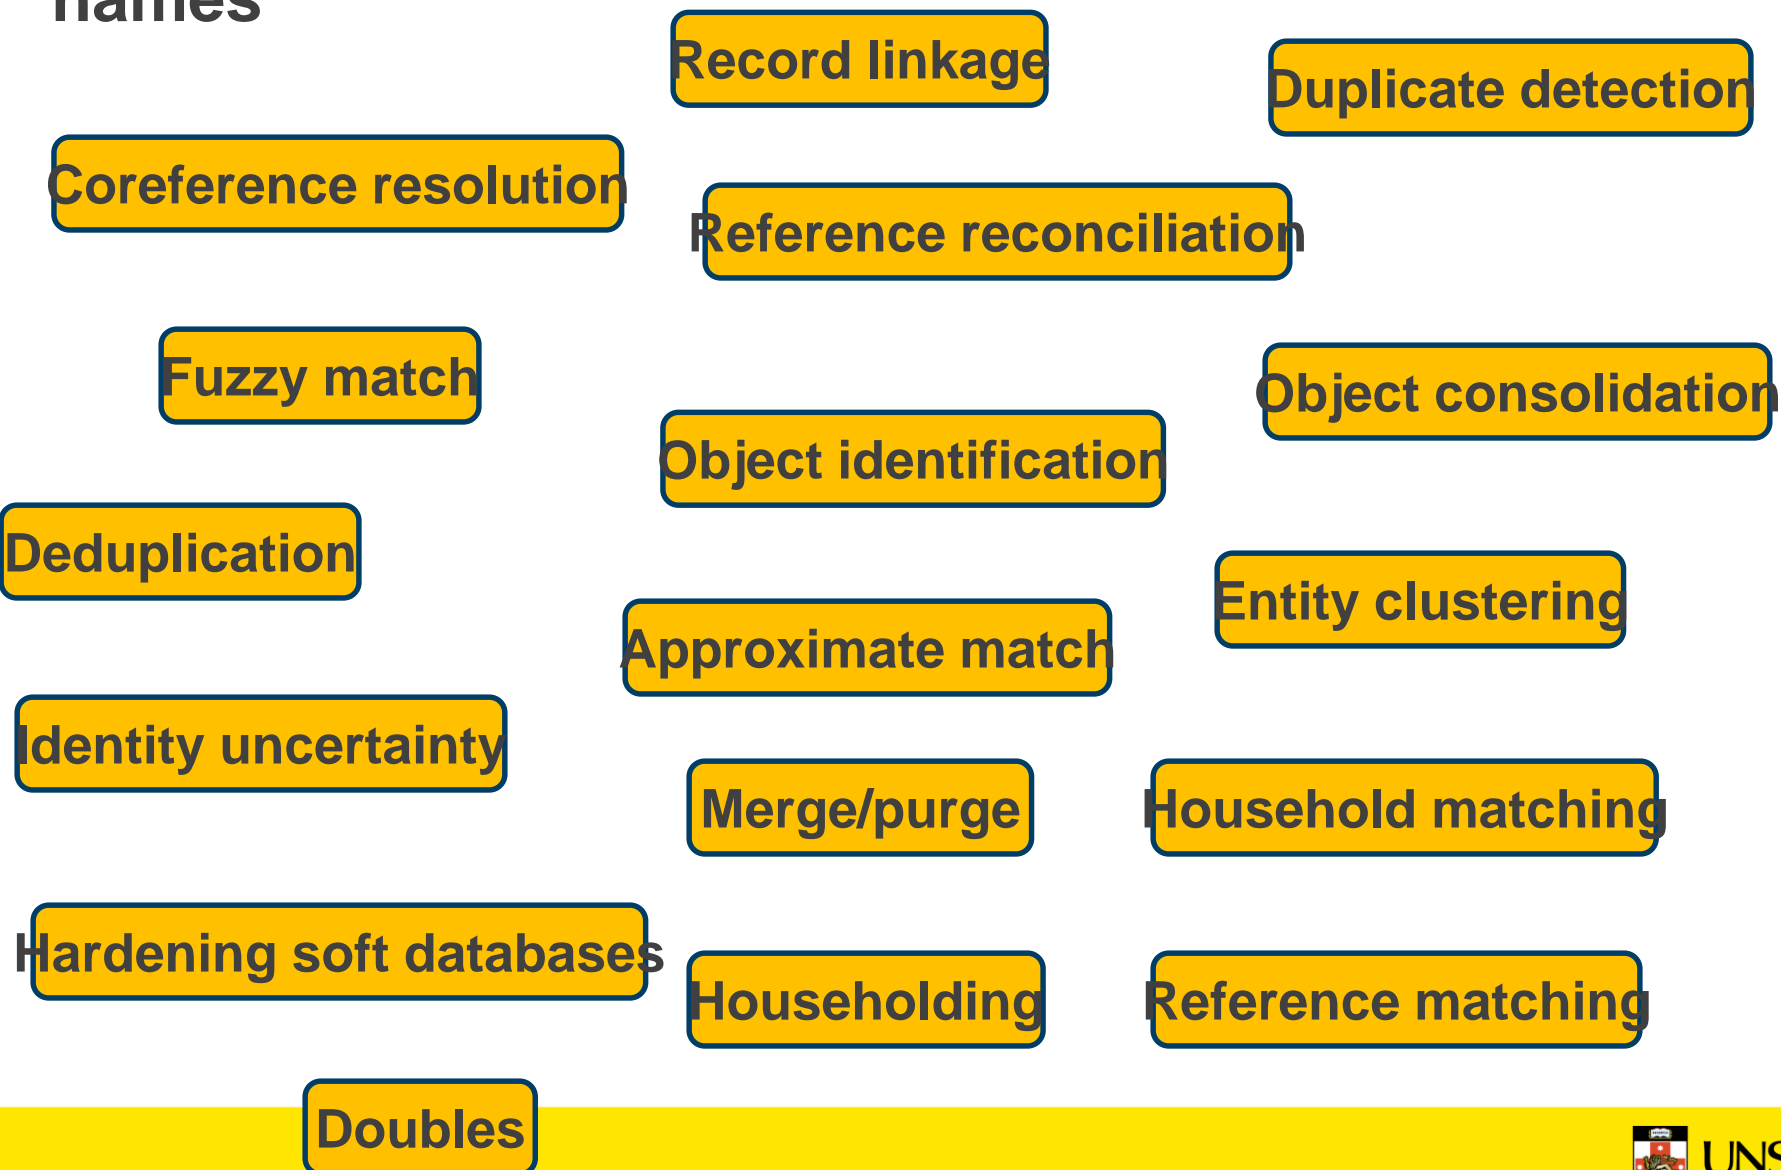 names
Record linkage
Duplicate detection
Coreference resolution
Reference reconciliation
Fuzzy match
Object consolidation
Object identification
Deduplication
Entity clustering
Approximate match
Identity uncertainty
Merge/purge
Household matching
Hardening soft databases
Householding
Reference matching
Doubles